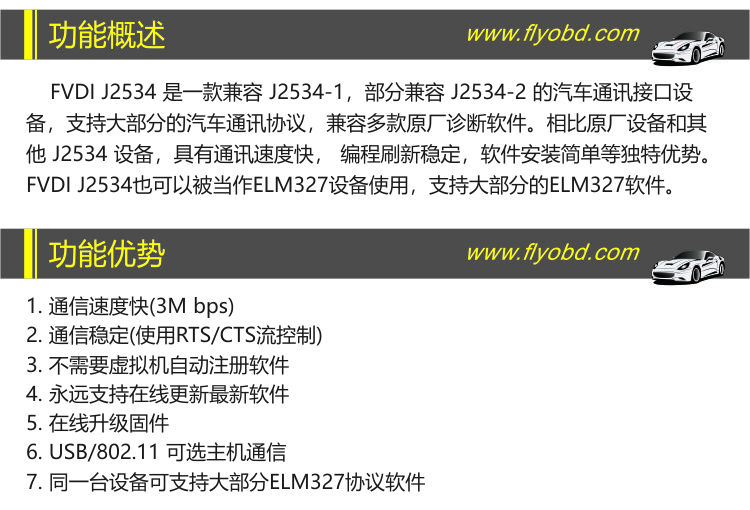 功能概述 www.flyobd.com
FVDI J2534 是一款兼容 J2534-1，部分兼容 J2534-2 的汽车通讯接口设
备，支持大部分的汽车通讯协议，兼容多款原厂诊断软件。相比原厂设备和其
他 J2534 设备，具有通讯速度快， 编程刷新稳定，软件安装简单等独特优势。
FVDI J2534也可以被当作ELM327设备使用，支持大部分的ELM327软件。
功能优势 www.flyobd.com
1. 通信速度快(3M bps)
2. 通信稳定(使用RTS/CTS流控制)
3. 不需要虚拟机自动注册软件
4. 永远支持在线更新最新软件
5. 在线升级固件
6. USB/802.11 可选主机通信
7. 同一台设备可支持大部分ELM327协议软件